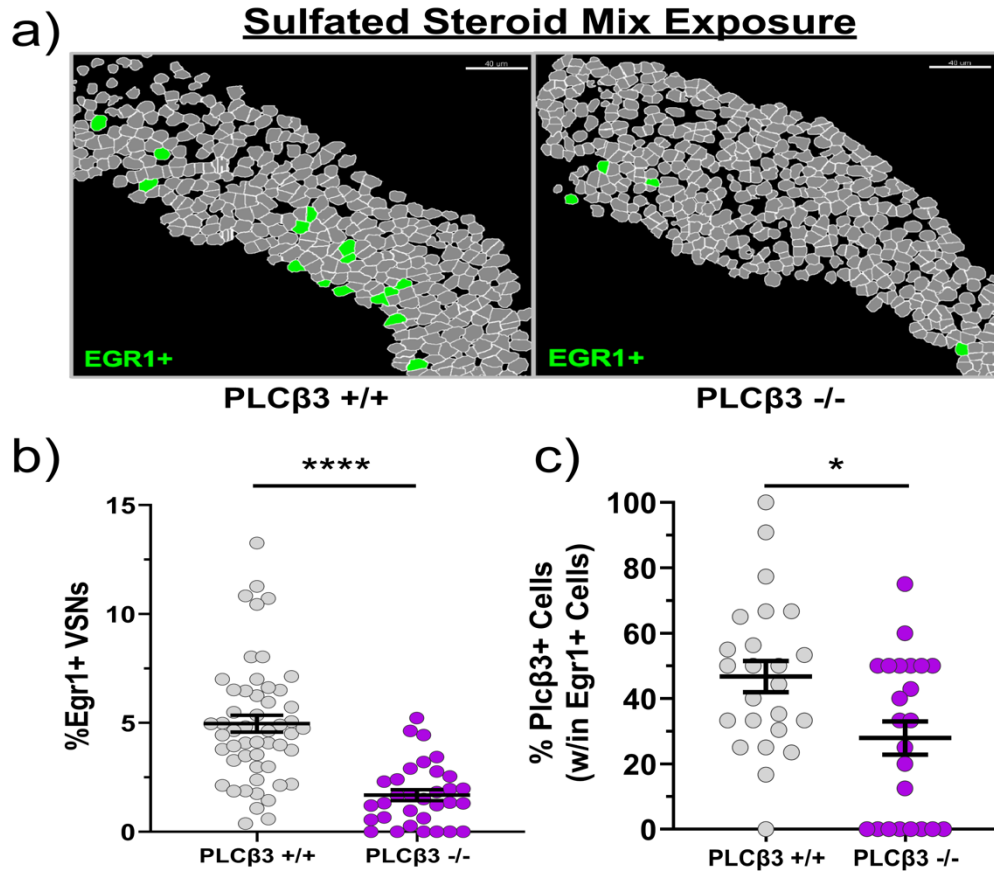 a) Sulfated Steroid Mix Exposure
40 um
40 um
EGR1+
EGR1+
PLCβ3 +/+
PLCβ3 -/-
b)
****
15
10
5
0
%Egr1+ VSNs
PLCβ3 +/+
PLCβ3 -/-
c)
*
100
80
60
40
20
0
% Plcβ3+ Cells
(w/in Egr1+ Cells)
PLCβ3 +/+
PLCβ3 -/-